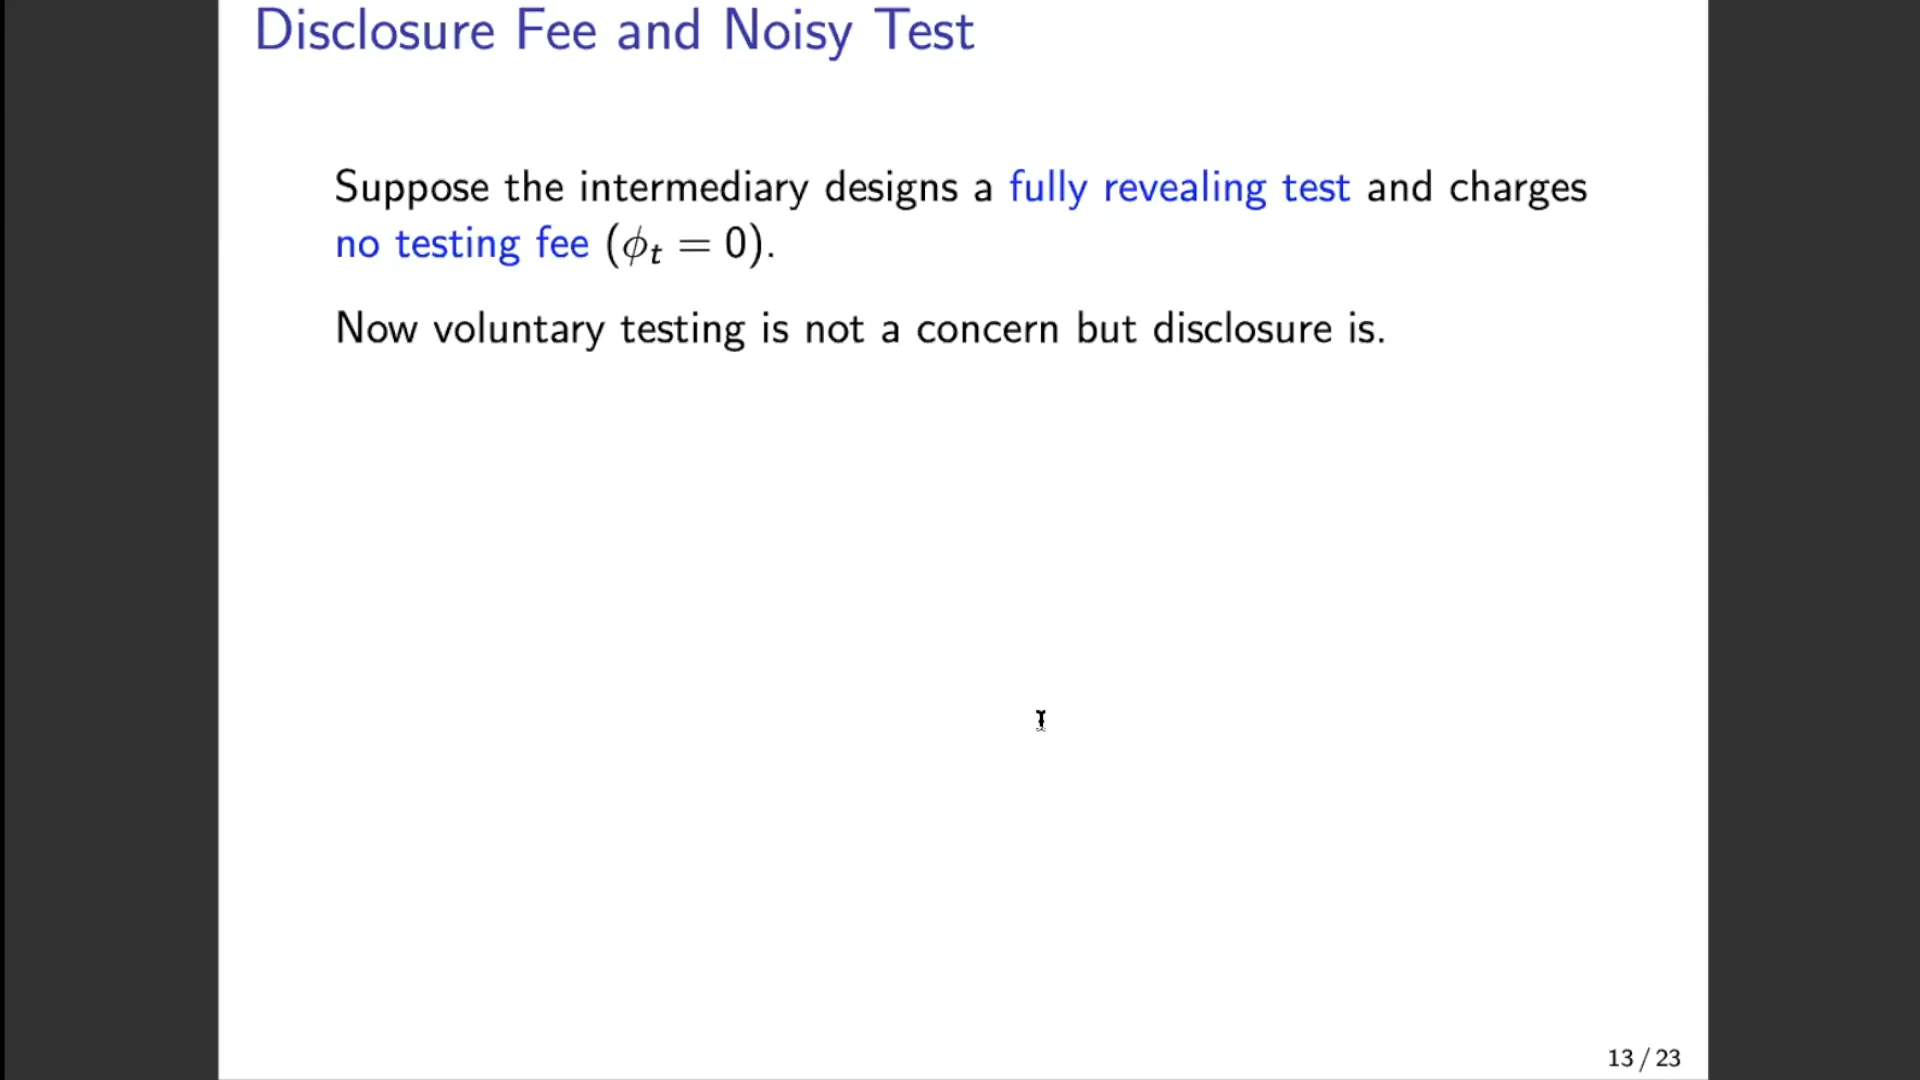 Disclosure Fee and Noisy Test
Suppose the intermediary designs a fully revealing test and charges
no testing fee (ϕt = 0).
Now voluntary testing is not a concern but disclosure is.
13 / 23